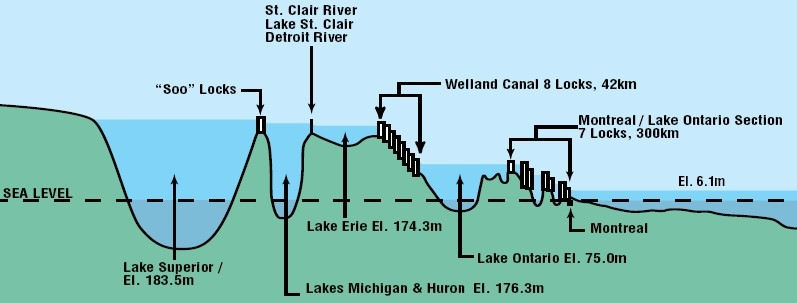 St. Clair River
Lake St. Clair
Detroit River
“Soo” Locks
Welland Canal 8 Locks, 42km
Montreal / Lake Ontario Section
7 Locks, 300km
El. 6.1m
SEA LEVEL
Lake Erie El. 174.3m
Montreal
Lake Superior /
El. 183.5m
Lake Ontario El. 75.0m
Lakes Michigan & Huron El. 176.3m